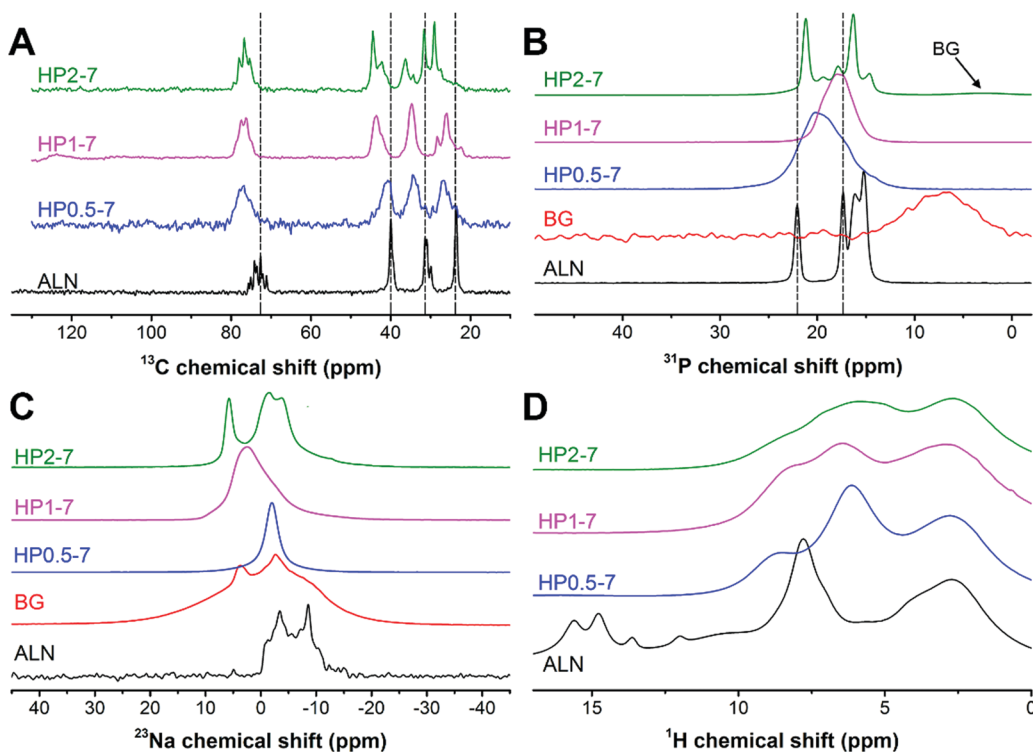 A
HP2-7
HP1-7
HP0.5-7
ALN
120 100 80 60 40 20
¹³C chemical shift (ppm)
B
BG
HP2-7
HP1-7
HP0.5-7
BG
ALN
40 30 20 10 0
³¹P chemical shift (ppm)
C
HP2-7
HP1-7
HP0.5-7
BG
ALN
40 30 20 10 0 -10 -20 -30 -40
²³Na chemical shift (ppm)
D
HP2-7
HP1-7
HP0.5-7
ALN
15 10 5 0
¹H chemical shift (ppm)